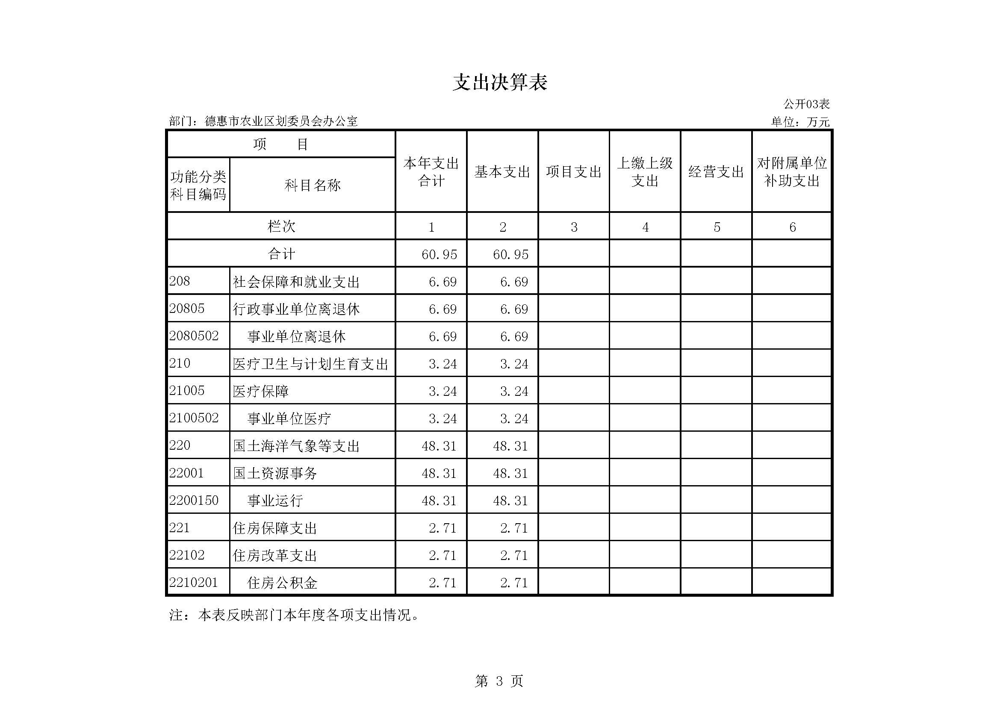 支出决算表
公开03表
部门：德惠市农业区划委员会办公室 单位：万元
项 目 本年支出合计 基本支出 项目支出 上缴上级支出 经营支出 对附属单位补助支出
功能分类科目编码 科目名称
栏次 1 2 3 4 5 6
合计 60.95 60.95
208 社会保障和就业支出 6.69 6.69
20805 行政事业单位离退休 6.69 6.69
2080502 事业单位离退休 6.69 6.69
210 医疗卫生与计划生育支出 3.24 3.24
21005 医疗保障 3.24 3.24
2100502 事业单位医疗 3.24 3.24
220 国土海洋气象等支出 48.31 48.31
22001 国土资源事务 48.31 48.31
2200150 事业运行 48.31 48.31
221 住房保障支出 2.71 2.71
22102 住房改革支出 2.71 2.71
2210201 住房公积金 2.71 2.71
注：本表反映部门本年度各项支出情况。
第 3 页